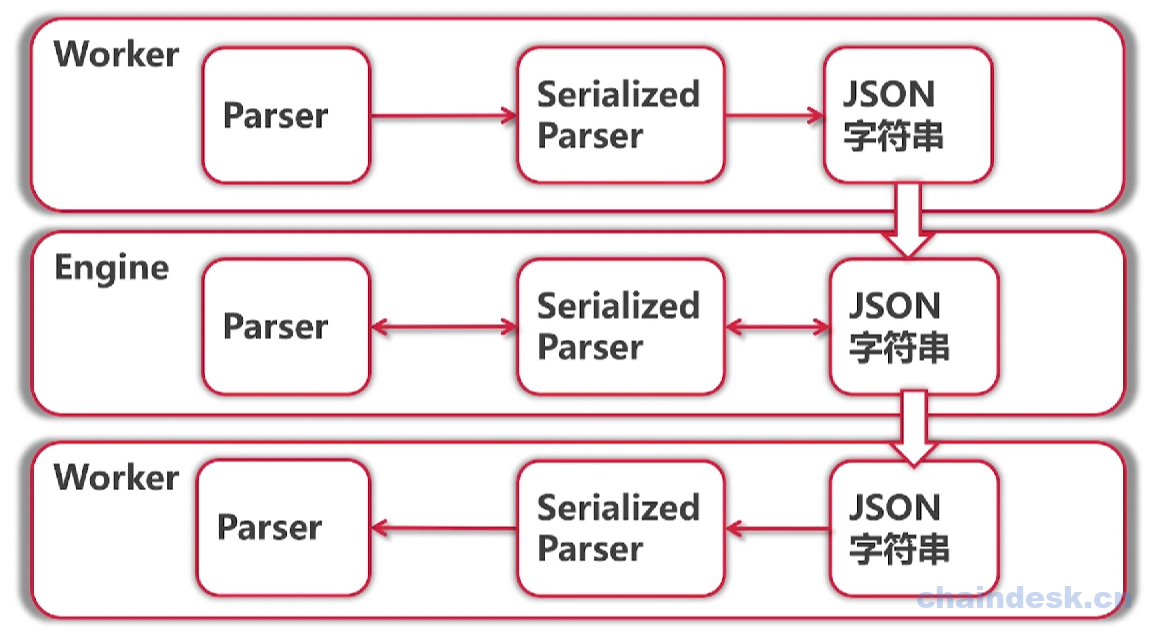 Worker
Parser
Serialized
Parser
JSON
字符串
Engine
Parser
Serialized
Parser
JSON
字符串
Worker
Parser
Serialized
Parser
JSON
字符串
chaindesk.cn